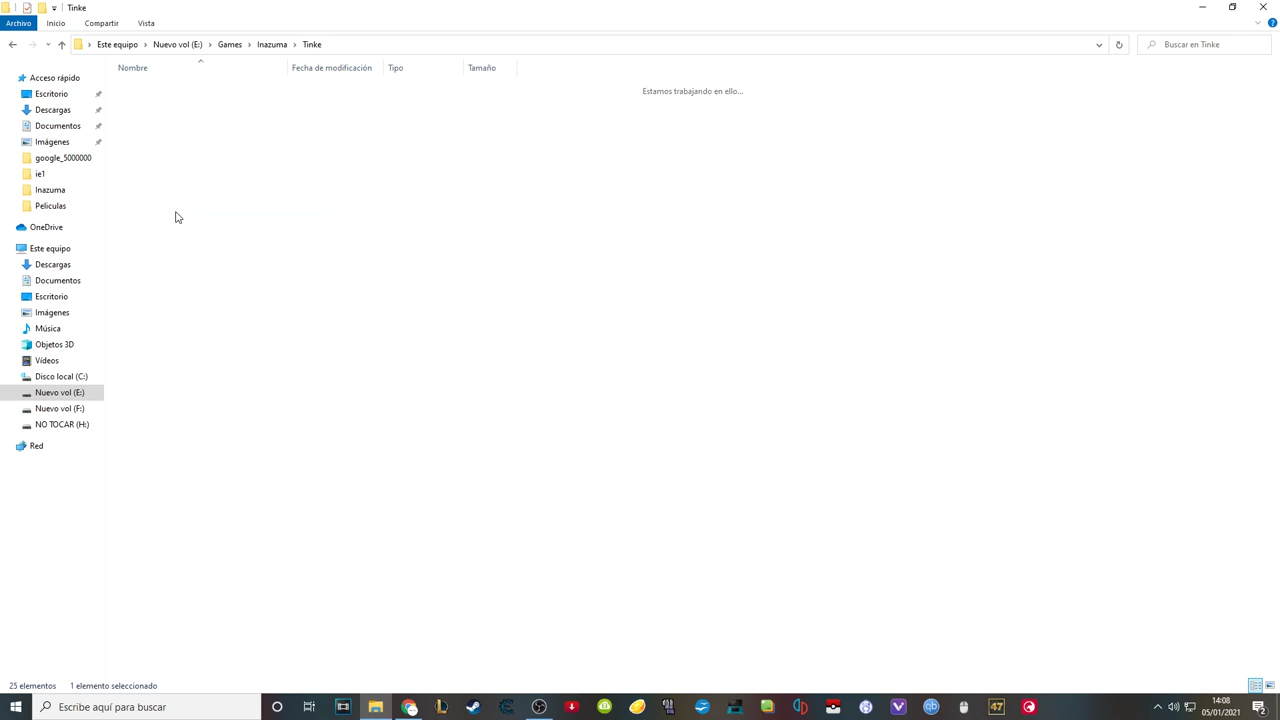 Tinke
Archivo Inicio Compartir Vista
Este equipo Nuevo vol (E:) Games Inazuma Tinke
Buscar en Tinke
Nombre Fecha de modificación Tipo Tamaño
Estamos trabajando en ello...
Acceso rápido
Escritorio
Descargas
Documentos
Imágenes
google_5000000
ie1
Inazuma
Peliculas
OneDrive
Este equipo
Descargas
Documentos
Escritorio
Imágenes
Música
Objetos 3D
Vídeos
Disco local (C:)
Nuevo vol (E:)
Nuevo vol (F:)
NO TOCAR (H:)
Red
25 elementos 1 elemento seleccionado
Escribe aquí para buscar
47
14:08
05/01/2021
2